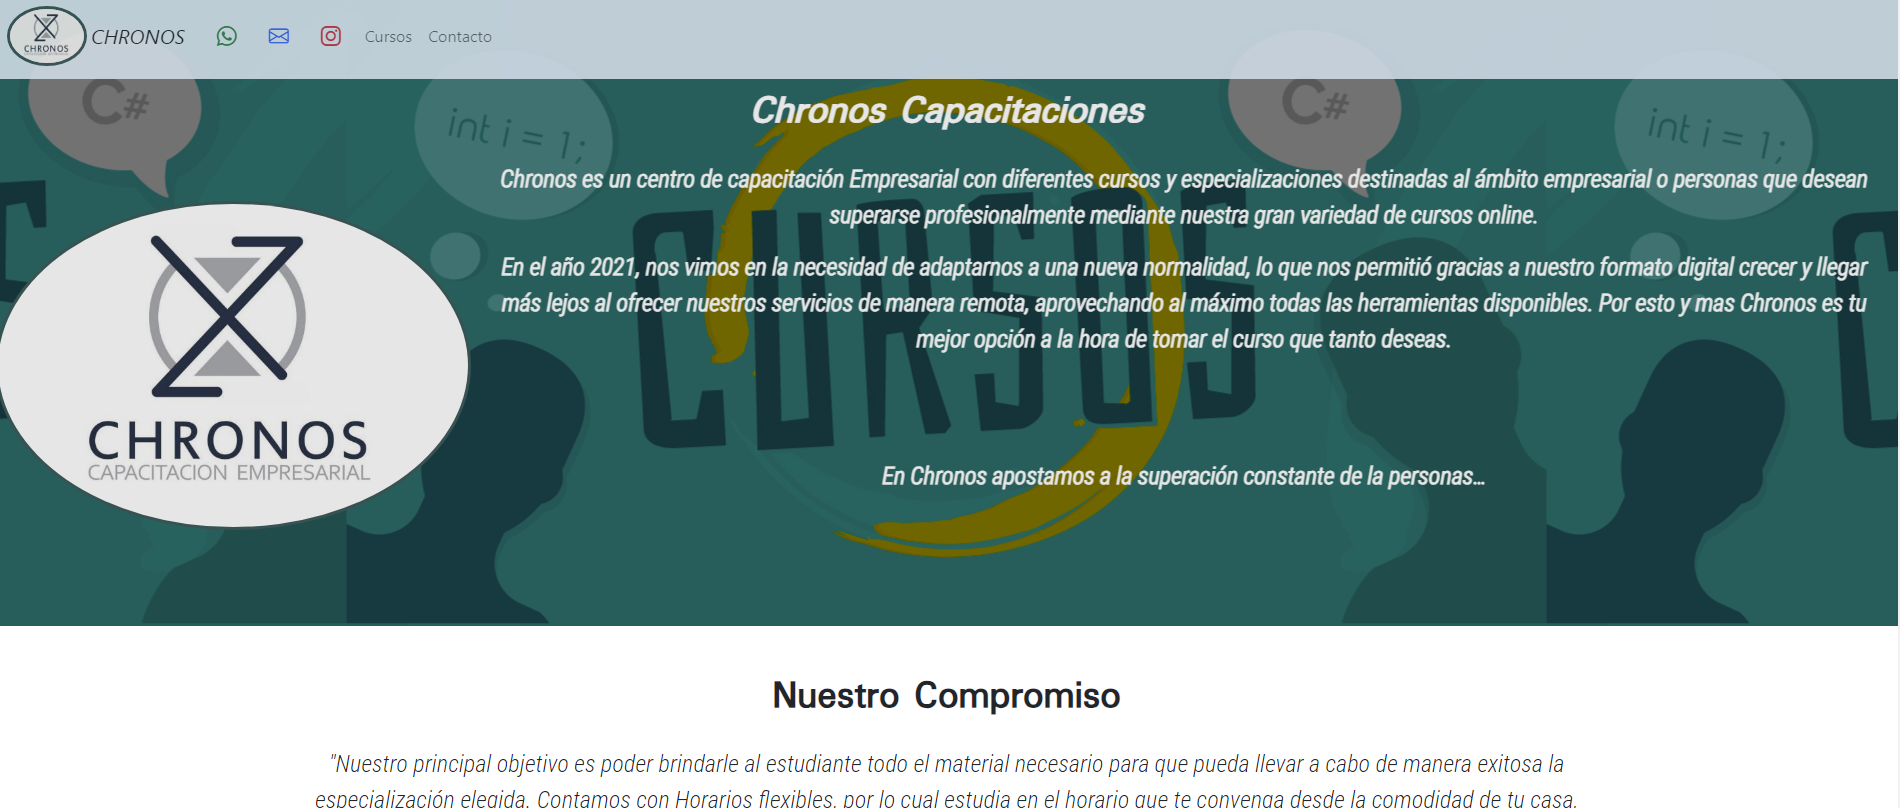 CHRONOS
CHRONOS Cursos Contacto
C#
int i = 1;
C#
int i = 1;
Chronos Capacitaciones
Chronos es un centro de capacitación Empresarial con diferentes cursos y especializaciones destinadas al ámbito empresarial o personas que desean
superarse profesionalmente mediante nuestra gran variedad de cursos online.
En el año 2021, nos vimos en la necesidad de adaptarnos a una nueva normalidad, lo que nos permitió gracias a nuestro formato digital crecer y llegar
más lejos al ofrecer nuestros servicios de manera remota, aprovechando al máximo todas las herramientas disponibles. Por esto y mas Chronos es tu
mejor opción a la hora de tomar el curso que tanto deseas.
CURSOS
En Chronos apostamos a la superación constante de la personas...
CHRONOS
CAPACITACION EMPRESARIAL
Nuestro Compromiso
"Nuestro principal objetivo es poder brindarle al estudiante todo el material necesario para que pueda llevar a cabo de manera exitosa la
especialización elegida. Contamos con Horarios flexibles, por lo cual estudia en el horario que te convenga desde la comodidad de tu casa.